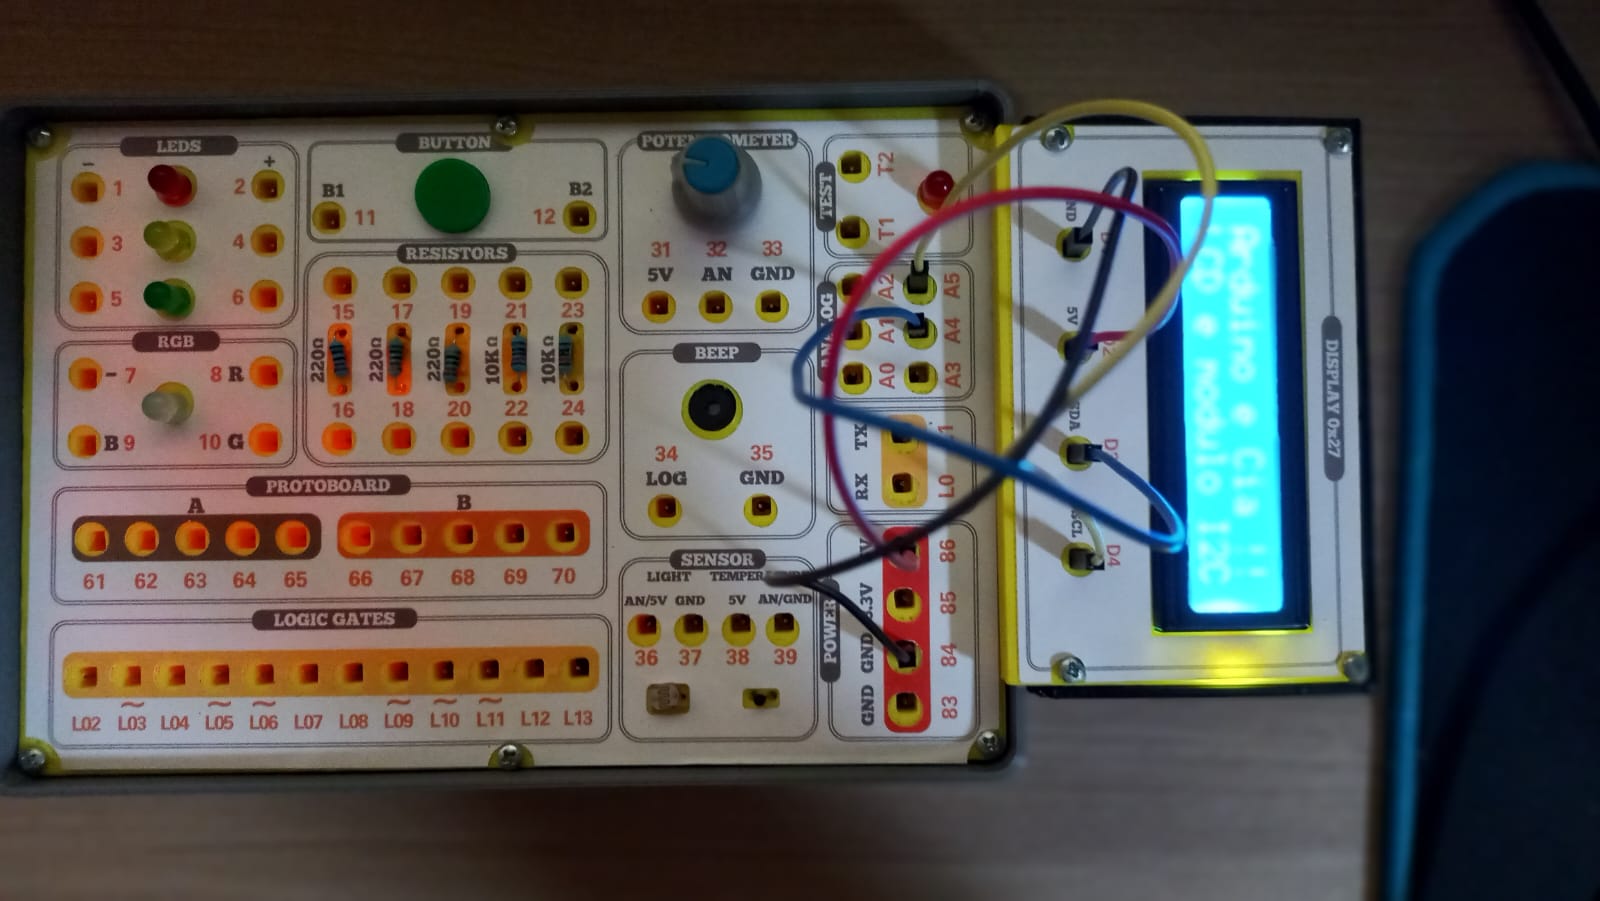 LEDS
-
+
1
2
3
4
5
6
RGB
- 7
8 R
B 9
10 G
BUTTON
B1
B2
11
12
RESISTORS
15 17 19 21 23
220Ω 220Ω 220Ω 10KΩ 10KΩ
16 18 20 22 24
PROTOBOARD
A
B
61 62 63 64 65
66 67 68 69 70
LOGIC GATES
~ ~ ~ ~ ~ ~
L02 L03 L04 L05 L06 L07 L08 L09 L10 L11 L12 L13
31 32 33
5V AN GND
BEEP
34 35
LOG GND
SENSOR
LIGHT
AN/5V GND 5V AN/GND
36 37 38 39
TEST
T2
T1
A2 A5
A1 A4
A0 A3
TX
RX L0
POWER
86
85
GND 84
GND 83
5V
D4
DISPLAY 0x27
Arduino e Cia !!
LCD e modulo I2C